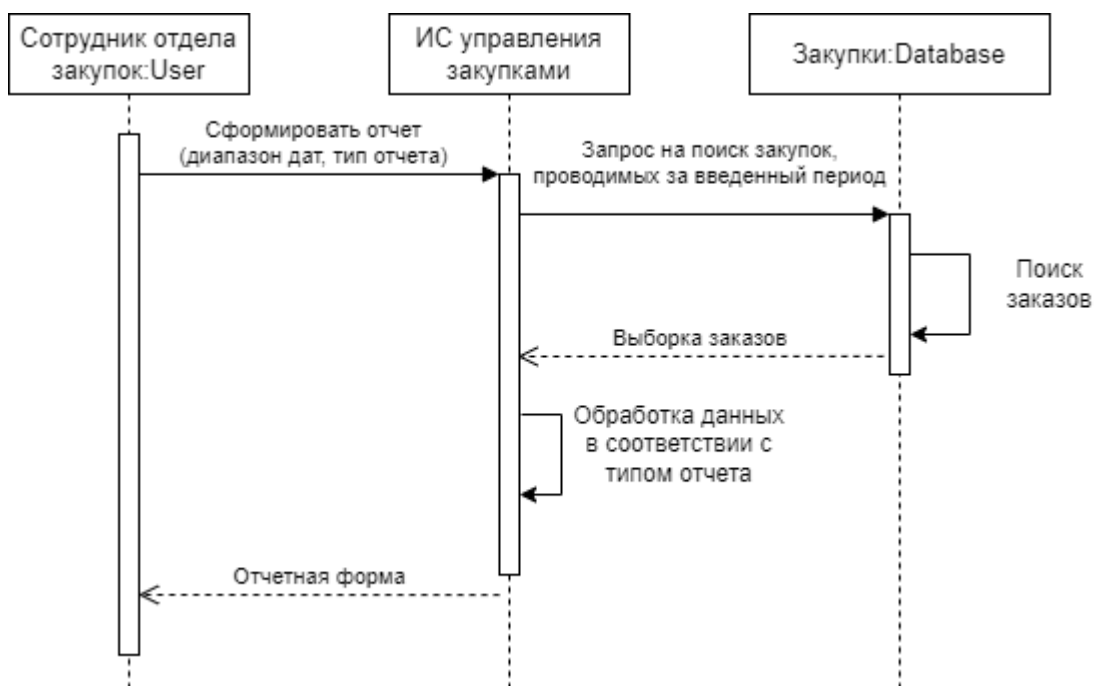 Сотрудник отдела
закупок:User
ИС управления
закупками
Закупки:Database
Сформировать отчет
(диапазон дат, тип отчета)
Запрос на поиск закупок,
проводимых за введенный период
Поиск
заказов
Выборка заказов
Обработка данных
в соответствии с
типом отчета
Отчетная форма